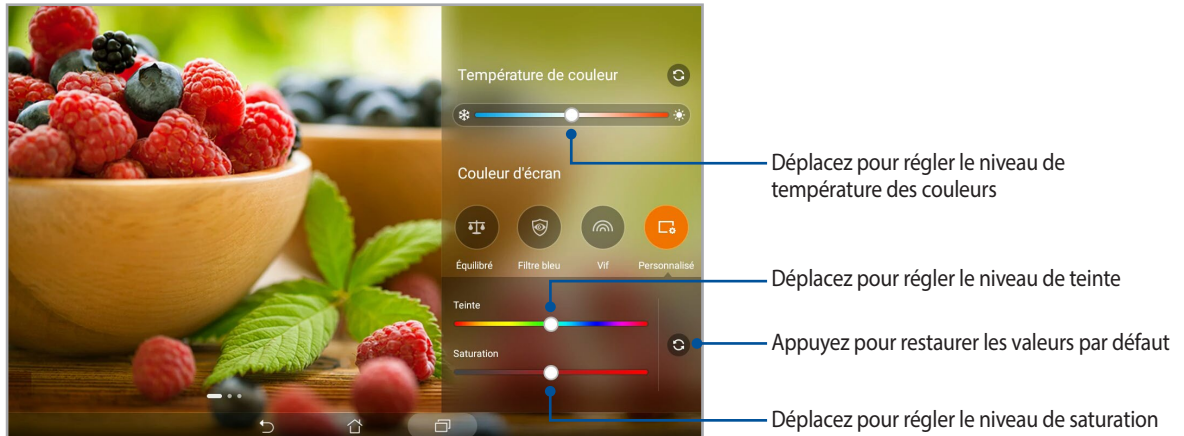 Température de couleur
Déplacez pour régler le niveau de
température des couleurs
Couleur d'écran
Équilibré
Filtre bleu
Vif
Personnalisé
Déplacez pour régler le niveau de teinte
Teinte
Appuyez pour restaurer les valeurs par défaut
Saturation
Déplacez pour régler le niveau de saturation